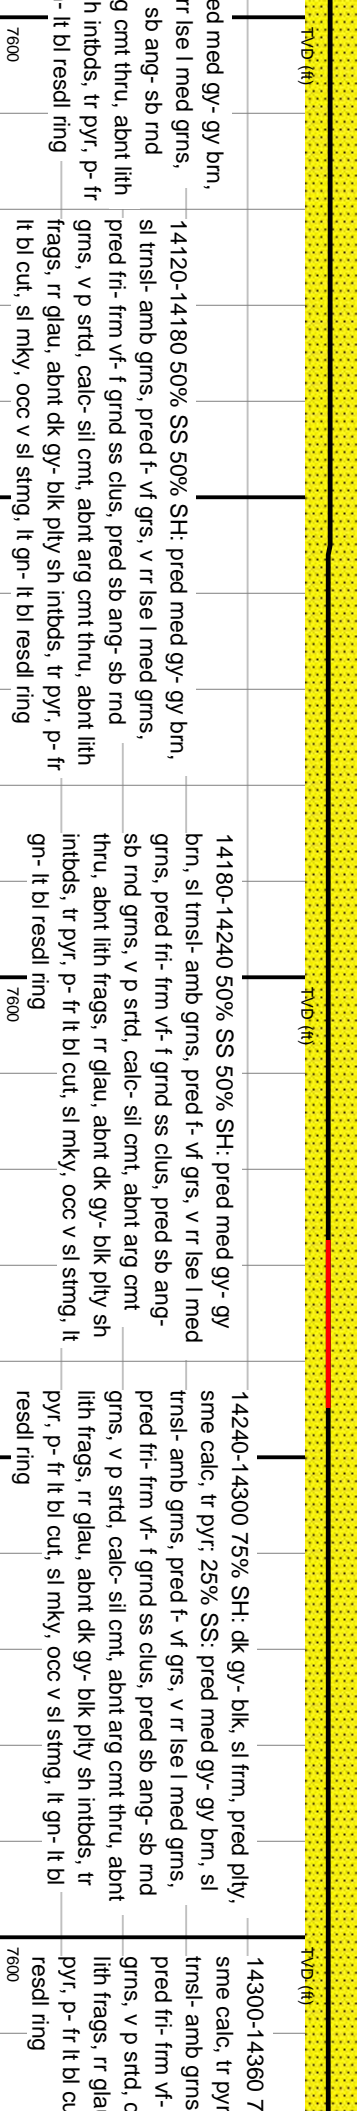 TVD (ft)
7600
ed med gy- gy brn,
rr lse l med grns,
sb ang- sb rnd
g cmt thru, abnt lith
h intbds, tr pyr, p- fr
- lt bl resdl ring
14120-14180 50% SS 50% SH: pred med gy- gy brn,
sl trnsl- amb grns, pred f- vf grs, v rr lse l med grns,
pred fri- frm vf- f grnd ss clus, pred sb ang- sb rnd
grns, v p srtd, calc- sil cmt, abnt arg cmt thru, abnt lith
frags, rr glau, abnt dk gy- blk plty sh intbds, tr pyr, p- fr
lt bl cut, sl mky, occ v sl stmg, lt gn- lt bl resdl ring
14180-14240 50% SS 50% SH: pred med gy- gy
brn, sl trnsl- amb grns, pred f- vf grs, v rr lse l med
grns, pred fri- frm vf- f grnd ss clus, pred sb ang-
sb rnd grns, v p srtd, calc- sil cmt, abnt arg cmt
thru, abnt lith frags, rr glau, abnt dk gy- blk plty sh
intbds, tr pyr, p- fr lt bl cut, sl mky, occ v sl stmg, lt
gn- lt bl resdl ring
TVD (ft)
7600
14240-14300 75% SH: dk gy- blk, sl frm, pred plty,
sme calc, tr pyr; 25% SS: pred med gy- gy brn, sl
trnsl- amb grns, pred f- vf grs, v rr lse l med grns,
pred fri- frm vf- f grnd ss clus, pred sb ang- sb rnd
grns, v p srtd, calc- sil cmt, abnt arg cmt thru, abnt
lith frags, rr glau, abnt dk gy- blk plty sh intbds, tr
pyr, p- fr lt bl cut, sl mky, occ v sl stmg, lt gn- lt bl
resdl ring
TVD (ft)
7600
14300-14360 7
sme calc, tr pyr
trnsl- amb grns
pred fri- frm vf-
grns, v p srtd, c
lith frags, rr gla
pyr, p- fr lt bl cu
resdl ring